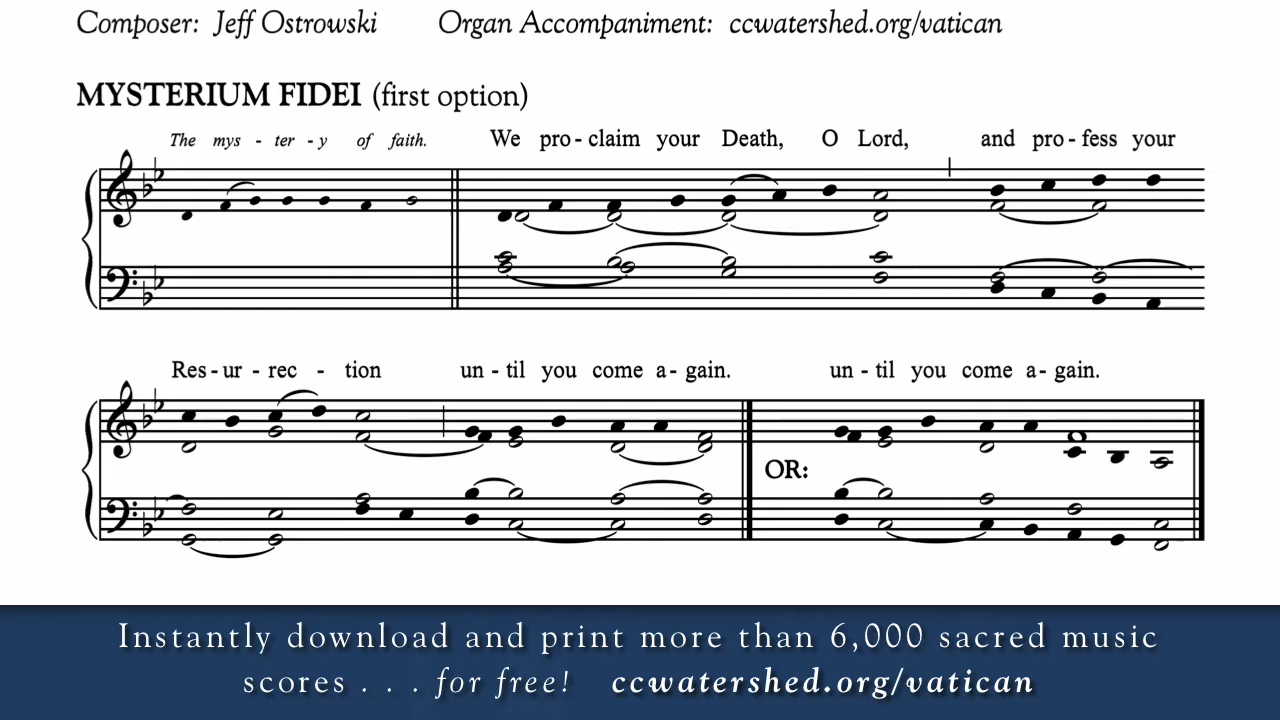 Composer: Jeff Ostrowski Organ Accompaniment: ccwatershed.org/vatican
MYSTERIUM FIDEI (first option)
The mys - ter - y of faith. We pro - claim your Death, O Lord, and pro - fess your
Res - ur - rec - tion un - til you come a - gain. un - til you come a - gain.
OR:
Instantly download and print more than 6,000 sacred music
scores . . . for free! ccwatershed.org/vatican